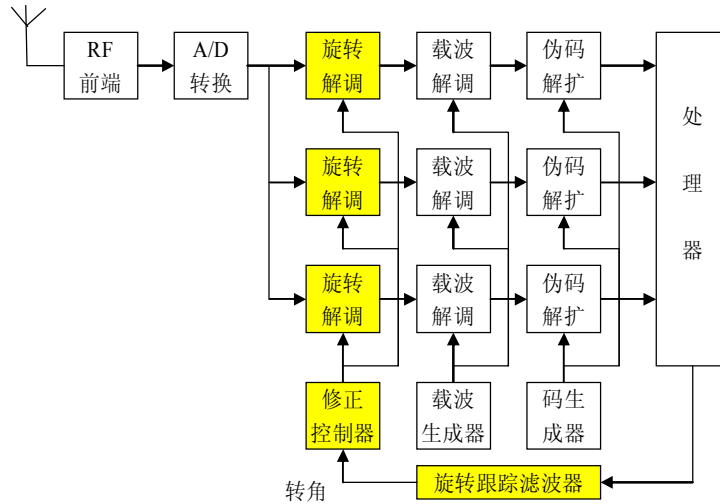 RF
前端
A/D
转换
旋转
解调
载波
解调
伪码
解扩
旋转
解调
载波
解调
伪码
解扩
旋转
解调
载波
解调
伪码
解扩
处
理
器
修正
控制器
载波
生成器
码生
成器
转角
旋转跟踪滤波器